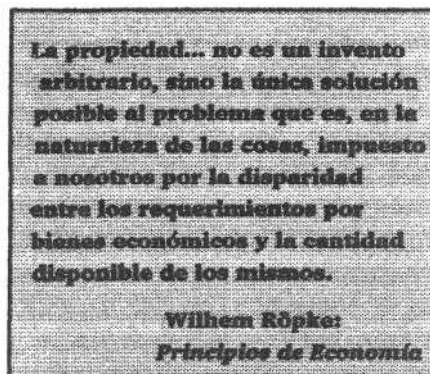 La propiedad... no es un invento
arbitrario, sino la única solución
posible al problema que es, en la
naturaleza de las cosas, impuesto
a nosotros por la disparidad
entre los requerimientos por
bienes económicos y la cantidad
disponible de los mismos.
Wilhem Röpke:
Principios de Economía